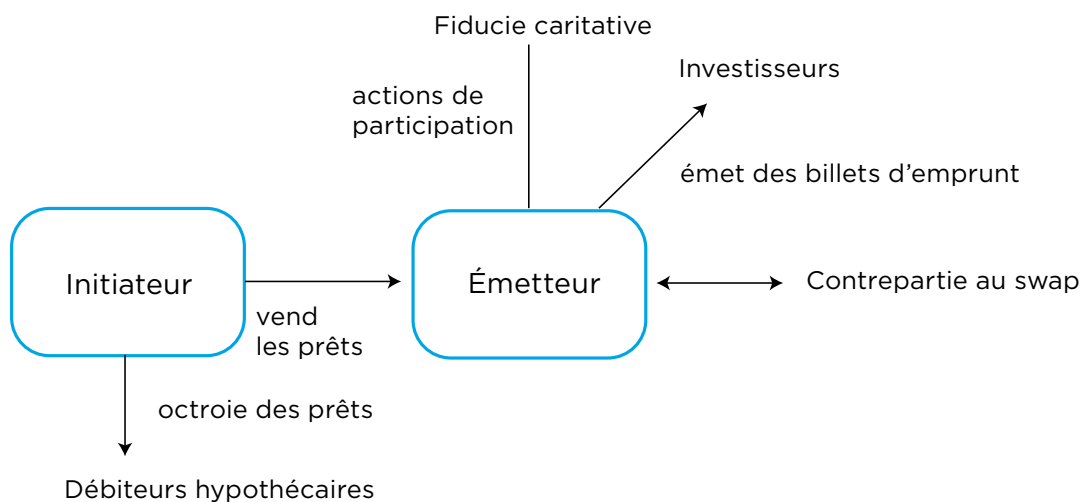 Fiducie caritative
Investisseurs
actions de
participation
émet des billets d’emprunt
Initiateur
Émetteur
Contrepartie au swap
vend
les prêts
octroie des prêts
Débiteurs hypothécaires